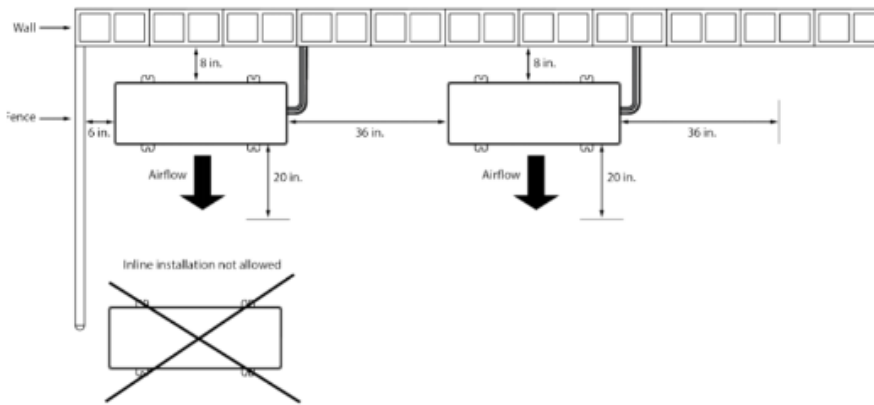 Wall
8 in.
8 in.
Fence
6 in.
36 in.
36 in.
Airflow
20 in.
Airflow
20 in.
Inline installation not allowed